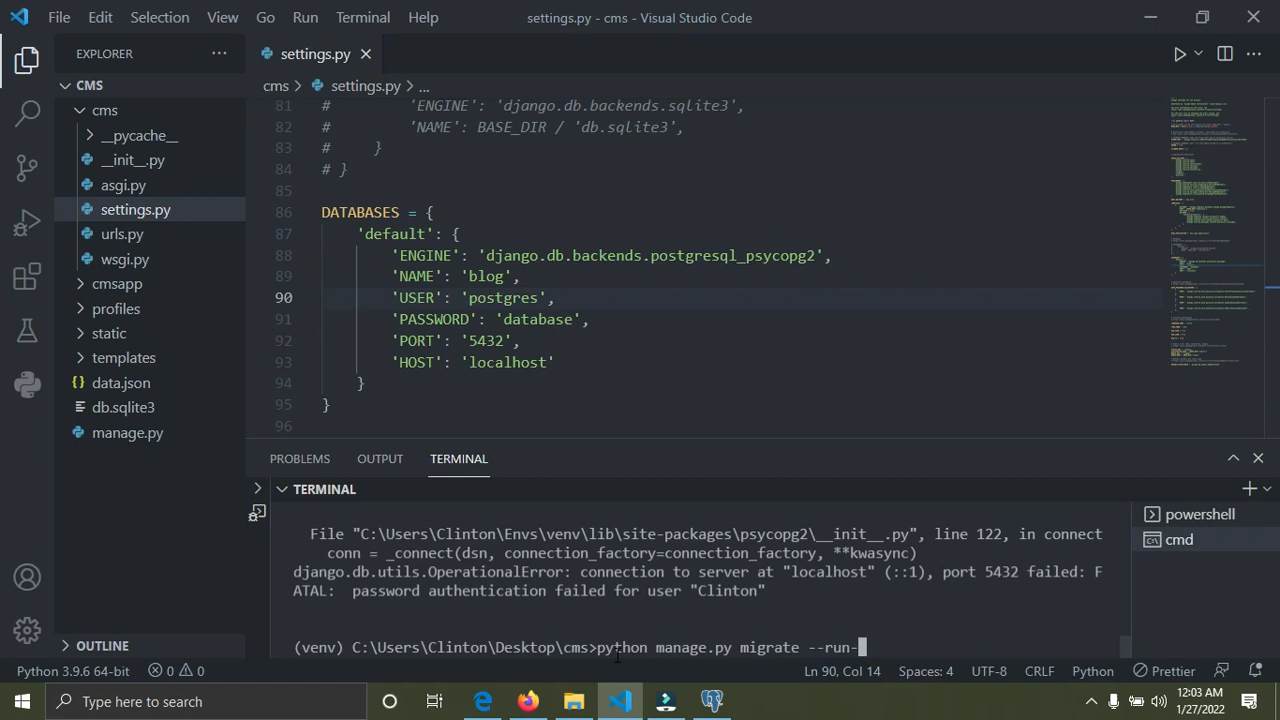 File Edit Selection View Go Run Terminal Help settings.py - cms - Visual Studio Code
EXPLORER
settings.py
CMS
cms > settings.py > ...
cms
__pycache__
__init__.py
asgi.py
settings.py
urls.py
wsgi.py
cmsapp
profiles
static
templates
data.json
db.sqlite3
manage.py
OUTLINE
81 # 'ENGINE': 'django.db.backends.sqlite3',
82 # 'NAME': BASE_DIR / 'db.sqlite3',
83 # }
84 # }
85
86 DATABASES = {
87 'default': {
88 'ENGINE': 'django.db.backends.postgresql_psycopg2',
89 'NAME': 'blog',
90 'USER': 'postgres',
91 'PASSWORD': 'database',
92 'PORT': '5432',
93 'HOST': 'localhost'
94 }
95 }
96
PROBLEMS OUTPUT TERMINAL
TERMINAL
File "C:\Users\Clinton\Envs\venv\lib\site-packages\psycopg2\__init__.py", line 122, in connect
conn = _connect(dsn, connection_factory=connection_factory, **kwasync)
django.db.utils.OperationalError: connection to server at "localhost" (::1), port 5432 failed: F
ATAL:  password authentication failed for user "Clinton"
(venv) C:\Users\Clinton\Desktop\cms>python manage.py migrate --run-
powershell
cmd
Python 3.9.6 64-bit 0 0 Ln 90, Col 14 Spaces: 4 UTF-8 CRLF Python Prettier
Type here to search
12:03 AM
1/27/2022